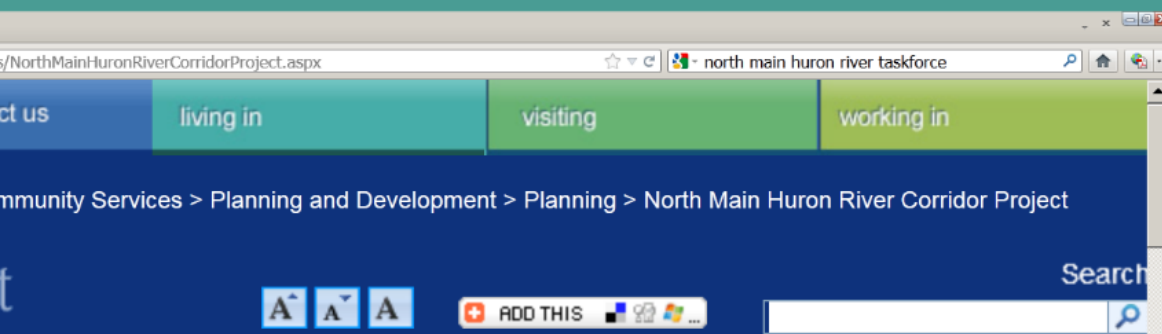 s/NorthMainHuronRiverCorridorProject.aspx north main huron river taskforce
ct us living in visiting working in
mmunity Services > Planning and Development > Planning > North Main Huron River Corridor Project
t Search
A A A ADD THIS ...